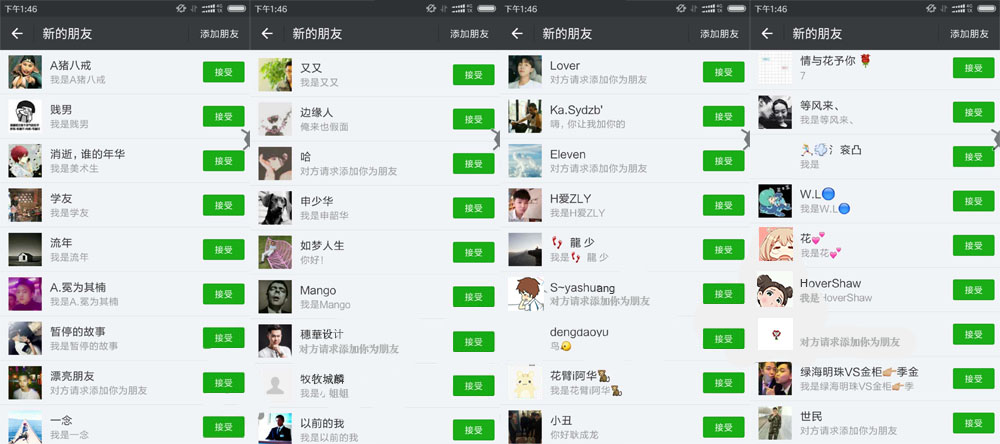 下午1:46
新的朋友 添加朋友
A猪八戒
我是A猪八戒
接受
贱男
我是贱男
接受
消逝，谁的年华
我是美术生
接受
学友
我是学友
接受
流年
我是流年
接受
A.冤为其楠
我是A.冤为其楠
接受
暂停的故事
我是暂停的故事
接受
漂亮朋友
对方请求添加你为朋友
接受
一念
我是一念
接受
下午1:46
新的朋友 添加朋友
又又
我是又又
接受
边缘人
俺来也假面
接受
哈
对方请求添加你为朋友
接受
申少华
我是申韶华
接受
如梦人生
你好！
接受
Mango
我是Mango
接受
穗華设计
对方请求添加你为朋友
接受
牧牧城麟
我是，姐姐
接受
以前的我
我是以前的我
接受
下午1:46
新的朋友 添加朋友
Lover
对方请求添加你为朋友
接受
Ka.Sydzb'
嗨，你让我加你的
接受
Eleven
对方请求添加你为朋友
接受
H爱ZLY
我是H爱ZLY
接受
👣 龍 少
我是👣 龍 少
接受
S~yashuang
对方请求添加你为朋友
接受
dengdaoyu
鸟
接受
花臂i阿华🐅
我是花臂i阿华🐅
接受
小丑
你好耿成龙
接受
下午1:46
新的朋友 添加朋友
情与花予你 🌹
7
接受
等风来、
我是等风来、
接受
🏃💨氵衮凸
我是
接受
W.L🔵
我是W.L🔵
接受
花💕
我是花💕
接受
HoverShaw
我是HoverShaw
接受
对方请求添加你为朋友
接受
绿海明珠VS金柜👉季金
我是绿海明珠VS金柜👉季
接受
世民
对方请求添加你为朋友
接受